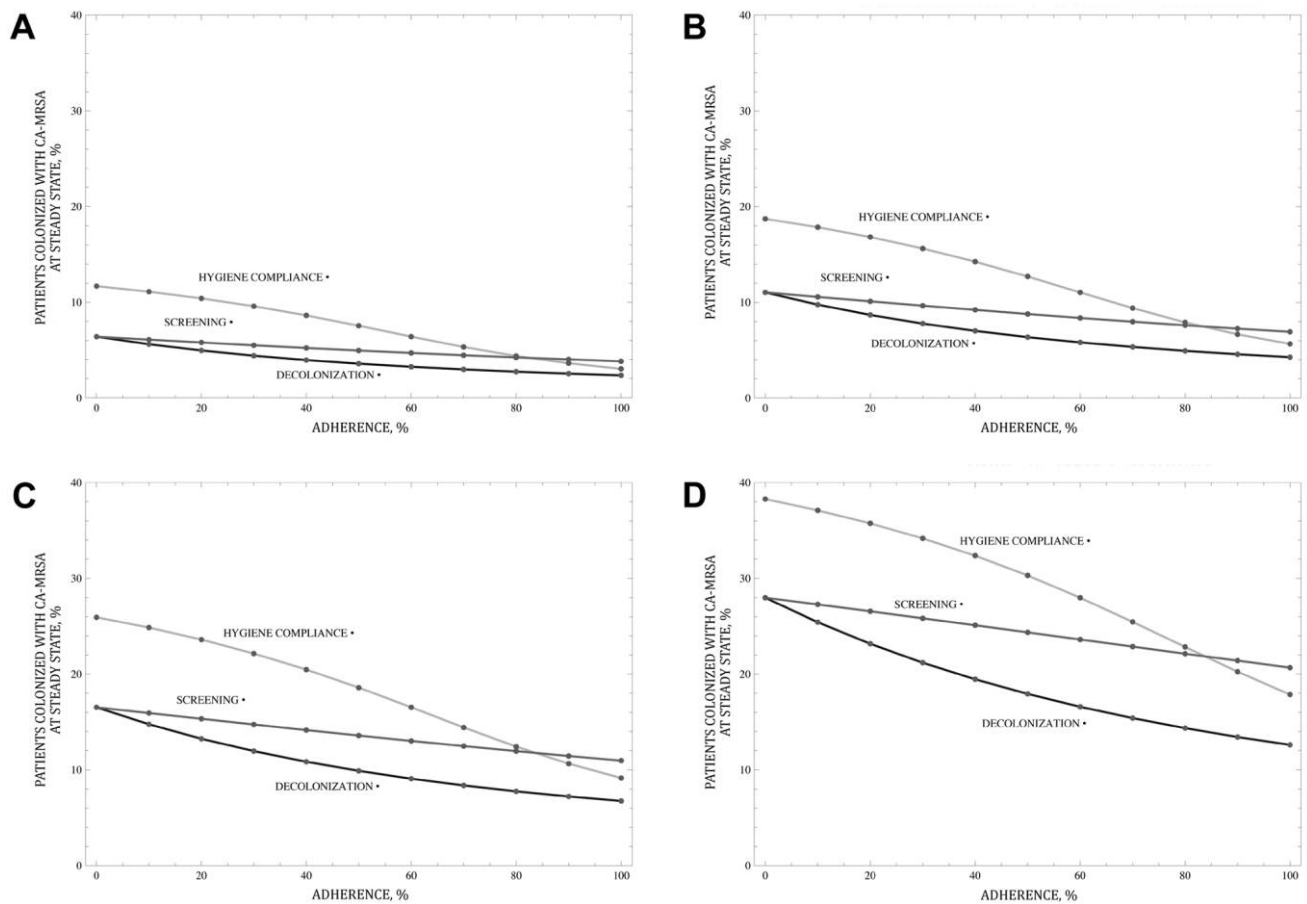 A
40
30
20
10
0
PATIENTS COLONIZED WITH CA-MRSA
AT STEADY STATE, %
HYGIENE COMPLIANCE •
SCREENING •
DECOLONIZATION •
0 20 40 60 80 100
ADHERENCE, %
B
40
30
20
10
0
PATIENTS COLONIZED WITH CA-MRSA
AT STEADY STATE, %
HYGIENE COMPLIANCE •
SCREENING •
DECOLONIZATION •
0 20 40 60 80 100
ADHERENCE, %
C
40
30
20
10
0
PATIENTS COLONIZED WITH CA-MRSA
AT STEADY STATE, %
HYGIENE COMPLIANCE •
SCREENING •
DECOLONIZATION •
0 20 40 60 80 100
ADHERENCE, %
D
40
30
20
10
0
PATIENTS COLONIZED WITH CA-MRSA
AT STEADY STATE, %
HYGIENE COMPLIANCE •
SCREENING •
DECOLONIZATION •
0 20 40 60 80 100
ADHERENCE, %